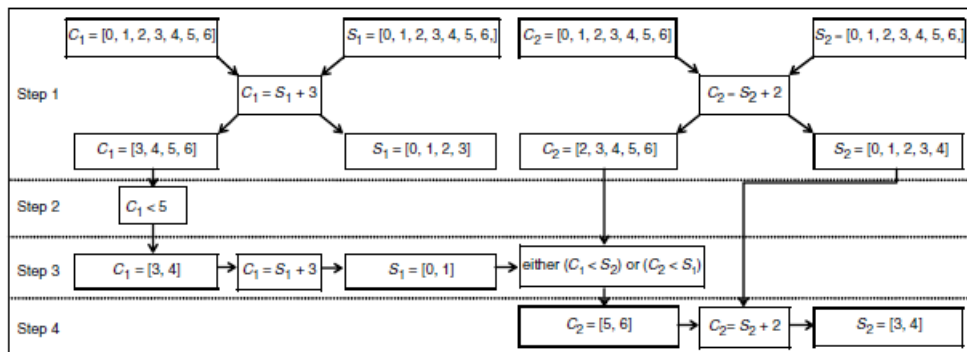 C1 = [0, 1, 2, 3, 4, 5, 6]
S1 = [0, 1, 2, 3, 4, 5, 6,]
C2 = [0, 1, 2, 3, 4, 5, 6]
S2 = [0, 1, 2, 3, 4, 5, 6,]
Step 1
C1 = S1 + 3
C2 = S2 + 2
C1 = [3, 4, 5, 6]
S1 = [0, 1, 2, 3]
C2 = [2, 3, 4, 5, 6]
S2 = [0, 1, 2, 3, 4]
Step 2
C1 < 5
Step 3
C1 = [3, 4]
C1 = S1 + 3
S1 = [0, 1]
either (C1 < S2) or (C2 < S1)
Step 4
C2 = [5, 6]
C2 = S2 + 2
S2 = [3, 4]